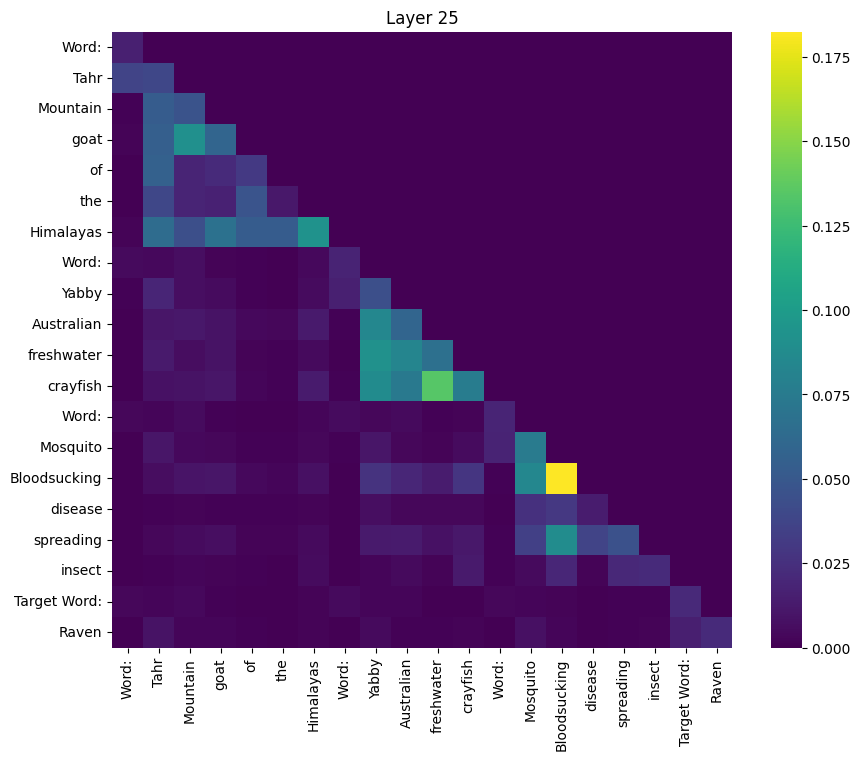 Layer 25
Word:
Tahr
Mountain
goat
of
the
Himalayas
Word:
Yabby
Australian
freshwater
crayfish
Word:
Mosquito
Bloodsucking
disease
spreading
insect
Target Word:
Raven
0.175
0.150
0.125
0.100
0.075
0.050
0.025
0.000
Word:
Tahr
Mountain
goat
of
the
Himalayas
Word:
Yabby
Australian
freshwater
crayfish
Word:
Mosquito
Bloodsucking
disease
spreading
insect
Target Word:
Raven